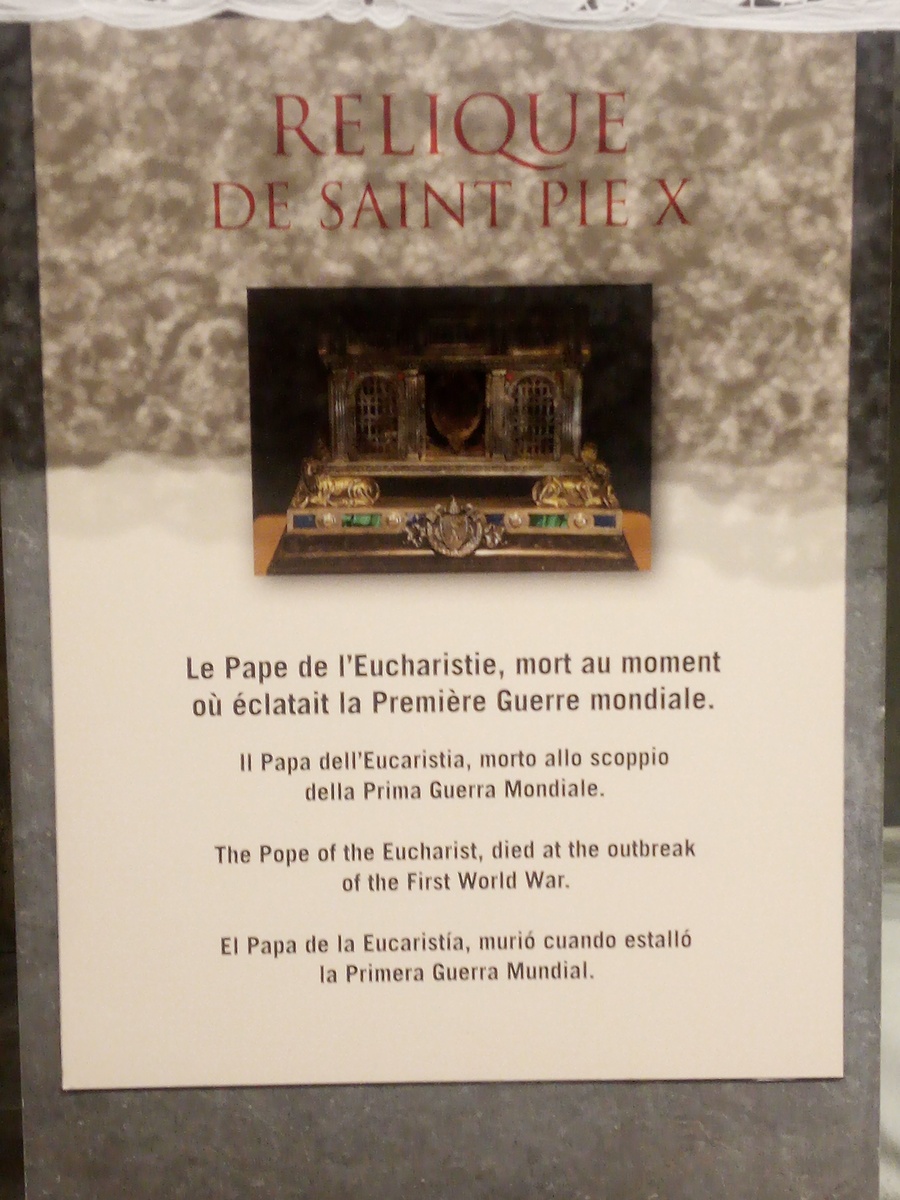 RELIQUE
DE SAINT PIE X
Le Pape de l'Eucharistie, mort au moment
où éclatait la Première Guerre mondiale.
Il Papa dell'Eucaristia, morto allo scoppio
della Prima Guerra Mondiale.
The Pope of the Eucharist, died at the outbreak
of the First World War.
El Papa de la Eucaristía, murió cuando estalló
la Primera Guerra Mundial.